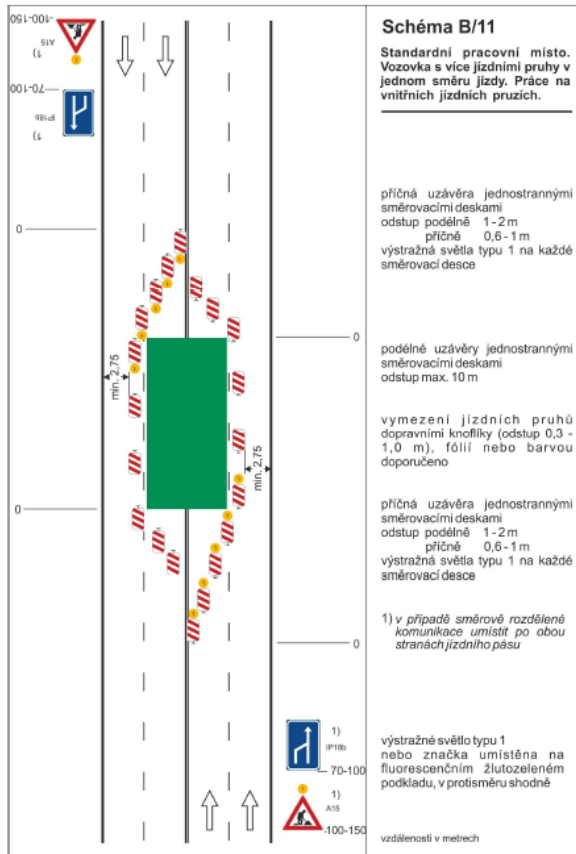 Schéma B/11
Standardní pracovní místo.
Vozovka s více jízdními pruhy v
jednom směru jízdy. Práce na
vnitřních jízdních pruzích.
-100-150
1)
A15
1
70-100
IP18b
1)
příčná uzávěra jednostrannými
směrovacími deskami
odstup podélně 1-2m
příčně 0,6-1m
výstražná světla typu 1 na každé
směrovací desce
0
0
podélné uzávěry jednostrannými
směrovacími deskami
odstup max. 10 m
min. 2,75
vymezení jízdních pruhů
dopravními knoflíky (odstup 0,3 -
1,0 m), fólií nebo barvou
doporučeno
min. 2,75
0
příčná uzávěra jednostrannými
směrovacími deskami
odstup podélně 1-2m
příčně 0,6-1m
výstražná světla typu 1 na každé
směrovací desce
1) v případě směrově rozdělené
komunikace umístit po obou
stranách jízdního pásu
0
1)
IP18b
70-100
1
1)
A15
-100-150
výstražné světlo typu 1
nebo značka umístěna na
fluorescenčním žlutozeleném
podkladu, v protisměru shodně
vzdálenosti v metrech